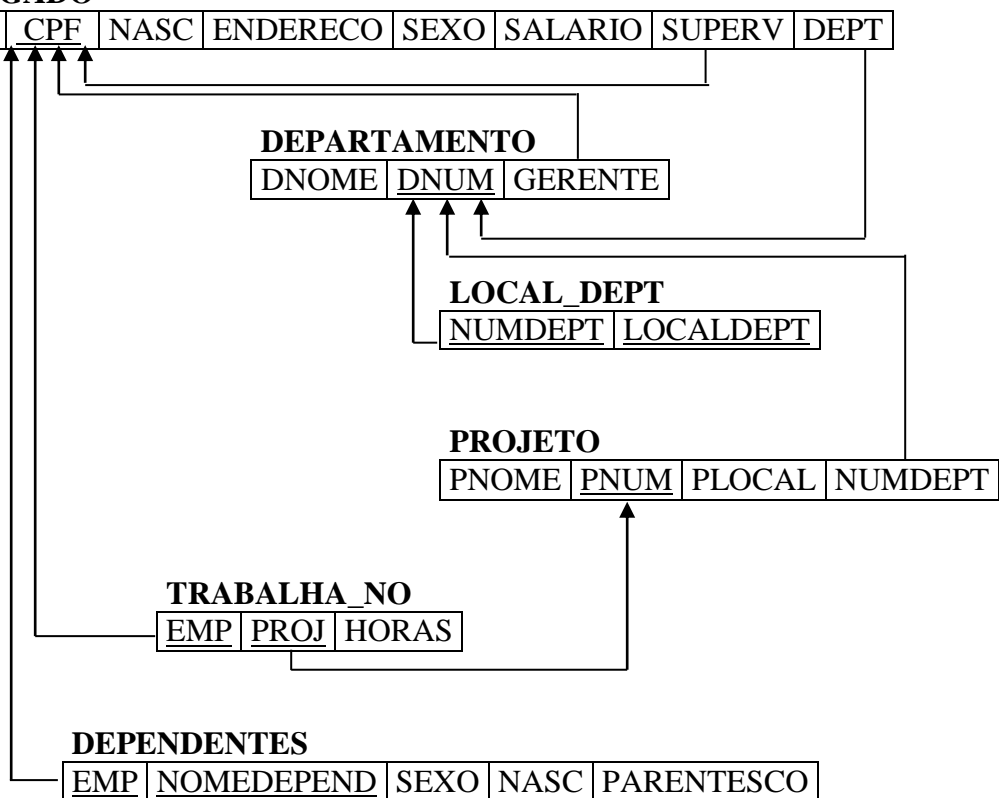 CPF NASC ENDERECO SEXO SALARIO SUPERV DEPT
DEPARTAMENTO
DNOME DNUM GERENTE
LOCAL_DEPT
NUMDEPT LOCALDEPT
PROJETO
PNOME PNUM PLOCAL NUMDEPT
TRABALHA_NO
EMP PROJ HORAS
DEPENDENTES
EMP NOMEDEPEND SEXO NASC PARENTESCO